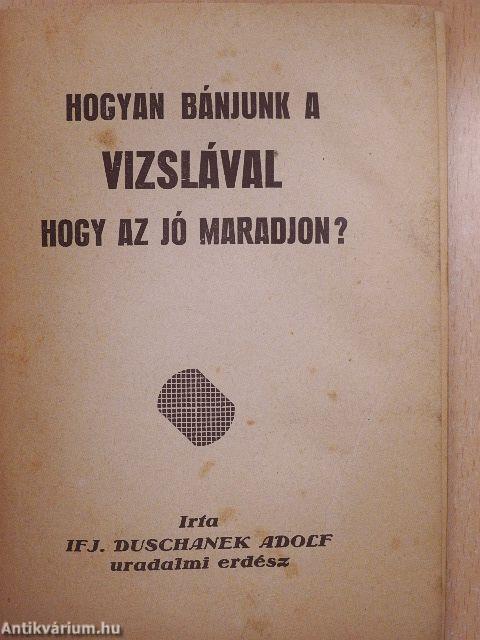 HOGYAN BÁNJUNK A
VIZSLÁVAL
HOGY AZ JÓ MARADJON?
Irta
IFJ. DUSCHANEK ADOLF
uradalmi erdész
Antikvárium.hu